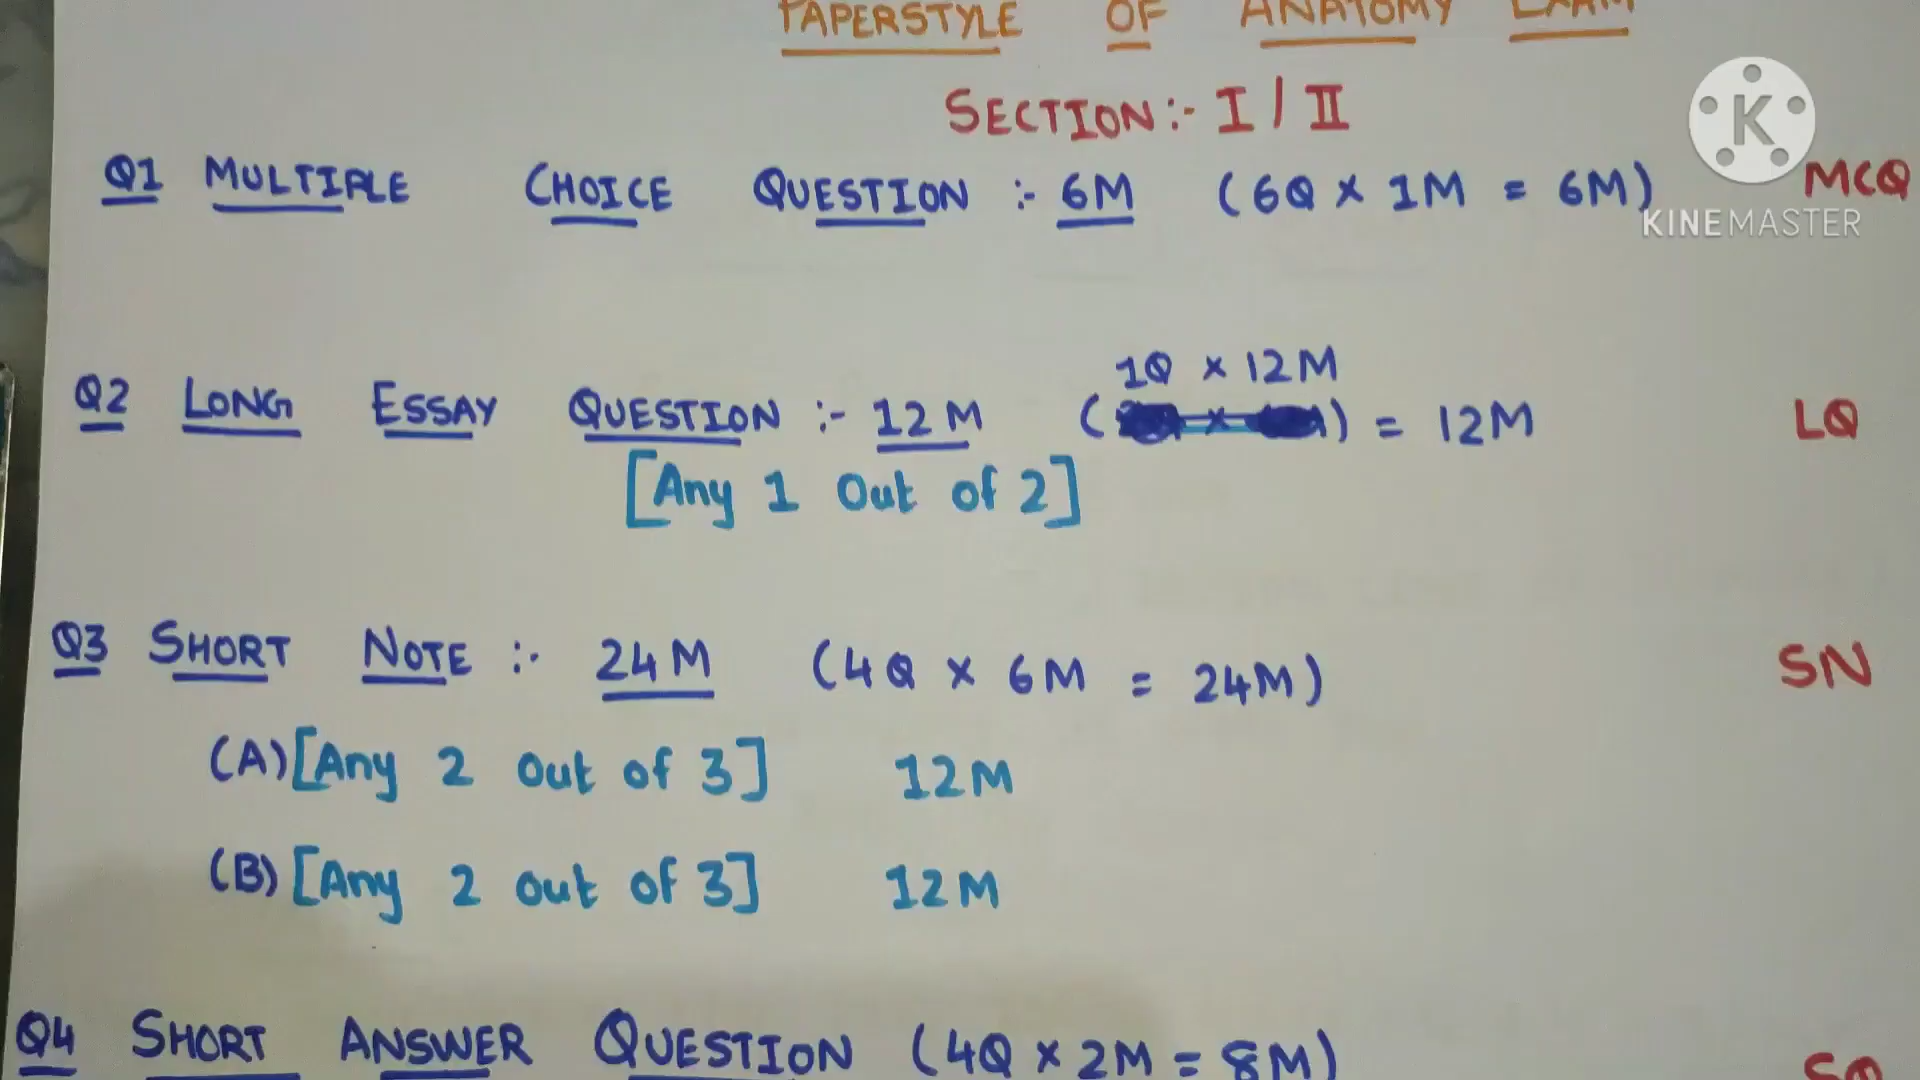 PAPERSTYLE OF ANATOMY EXAM
SECTION:- I / II
Q1 MULTIPLE CHOICE QUESTION :- 6M (6Q × 1M = 6M) MCQ
K
KINEMASTER
1Q × 12M
Q2 LONG ESSAY QUESTION :- 12M ( ) = 12M LQ
[Any 1 Out of 2]
Q3 SHORT NOTE :- 24M (4Q × 6M = 24M) SN
(A) [Any 2 Out of 3] 12M
(B) [Any 2 Out of 3] 12M
Q4 SHORT ANSWER QUESTION (4Q × 2M = 8M)